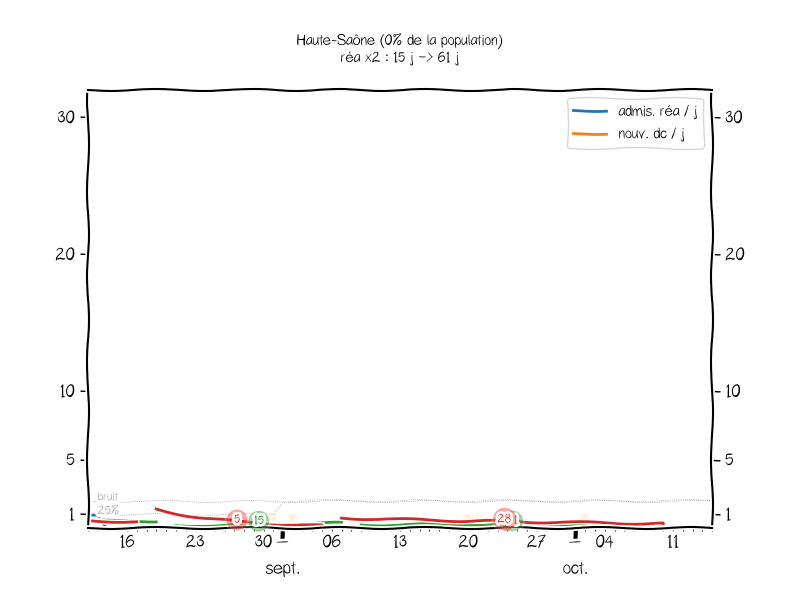 Haute-Saône (0% de la population)
réa x2 : 15 j -> 61 j
admis. réa / j
nouv. dc / j
30 30
20 20
10 10
5 5
1 1
bruit
25%
5 15 28
16 23 30 06 13 20 27 04 11
sept. oct.